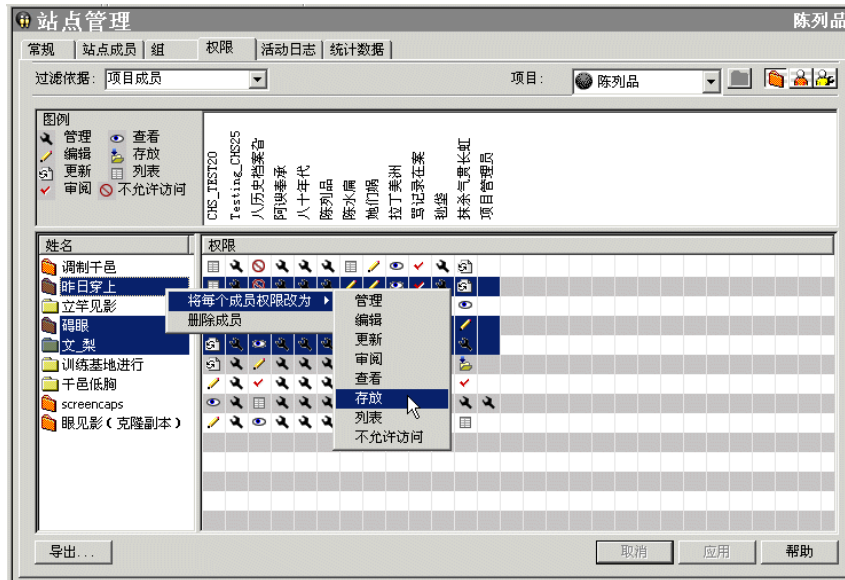 站点管理
陈列品
常规 站点成员 组 权限 活动日志 统计数据
过滤依据: 项目成员 项目: 陈列品
图例
管理 查看
编辑 存放
更新 列表
审阅 不允许访问
CHS_TEST20
Testing_CHS25
八历史档案旮
阿谀奉承
八十年代
陈列品
陈水扁
拉丁美洲
骂记录在案
抹杀气贯长虹
项目管理员
姓名 权限
调制千邑
昨日穿上
立竿见影
碍眼
文_梨
训练基地进行
千邑低胸
screencaps
眼见影(克隆副本)
将每个成员权限改为
删除成员
管理
编辑
更新
审阅
查看
存放
列表
不允许访问
导出... 取消 应用 帮助